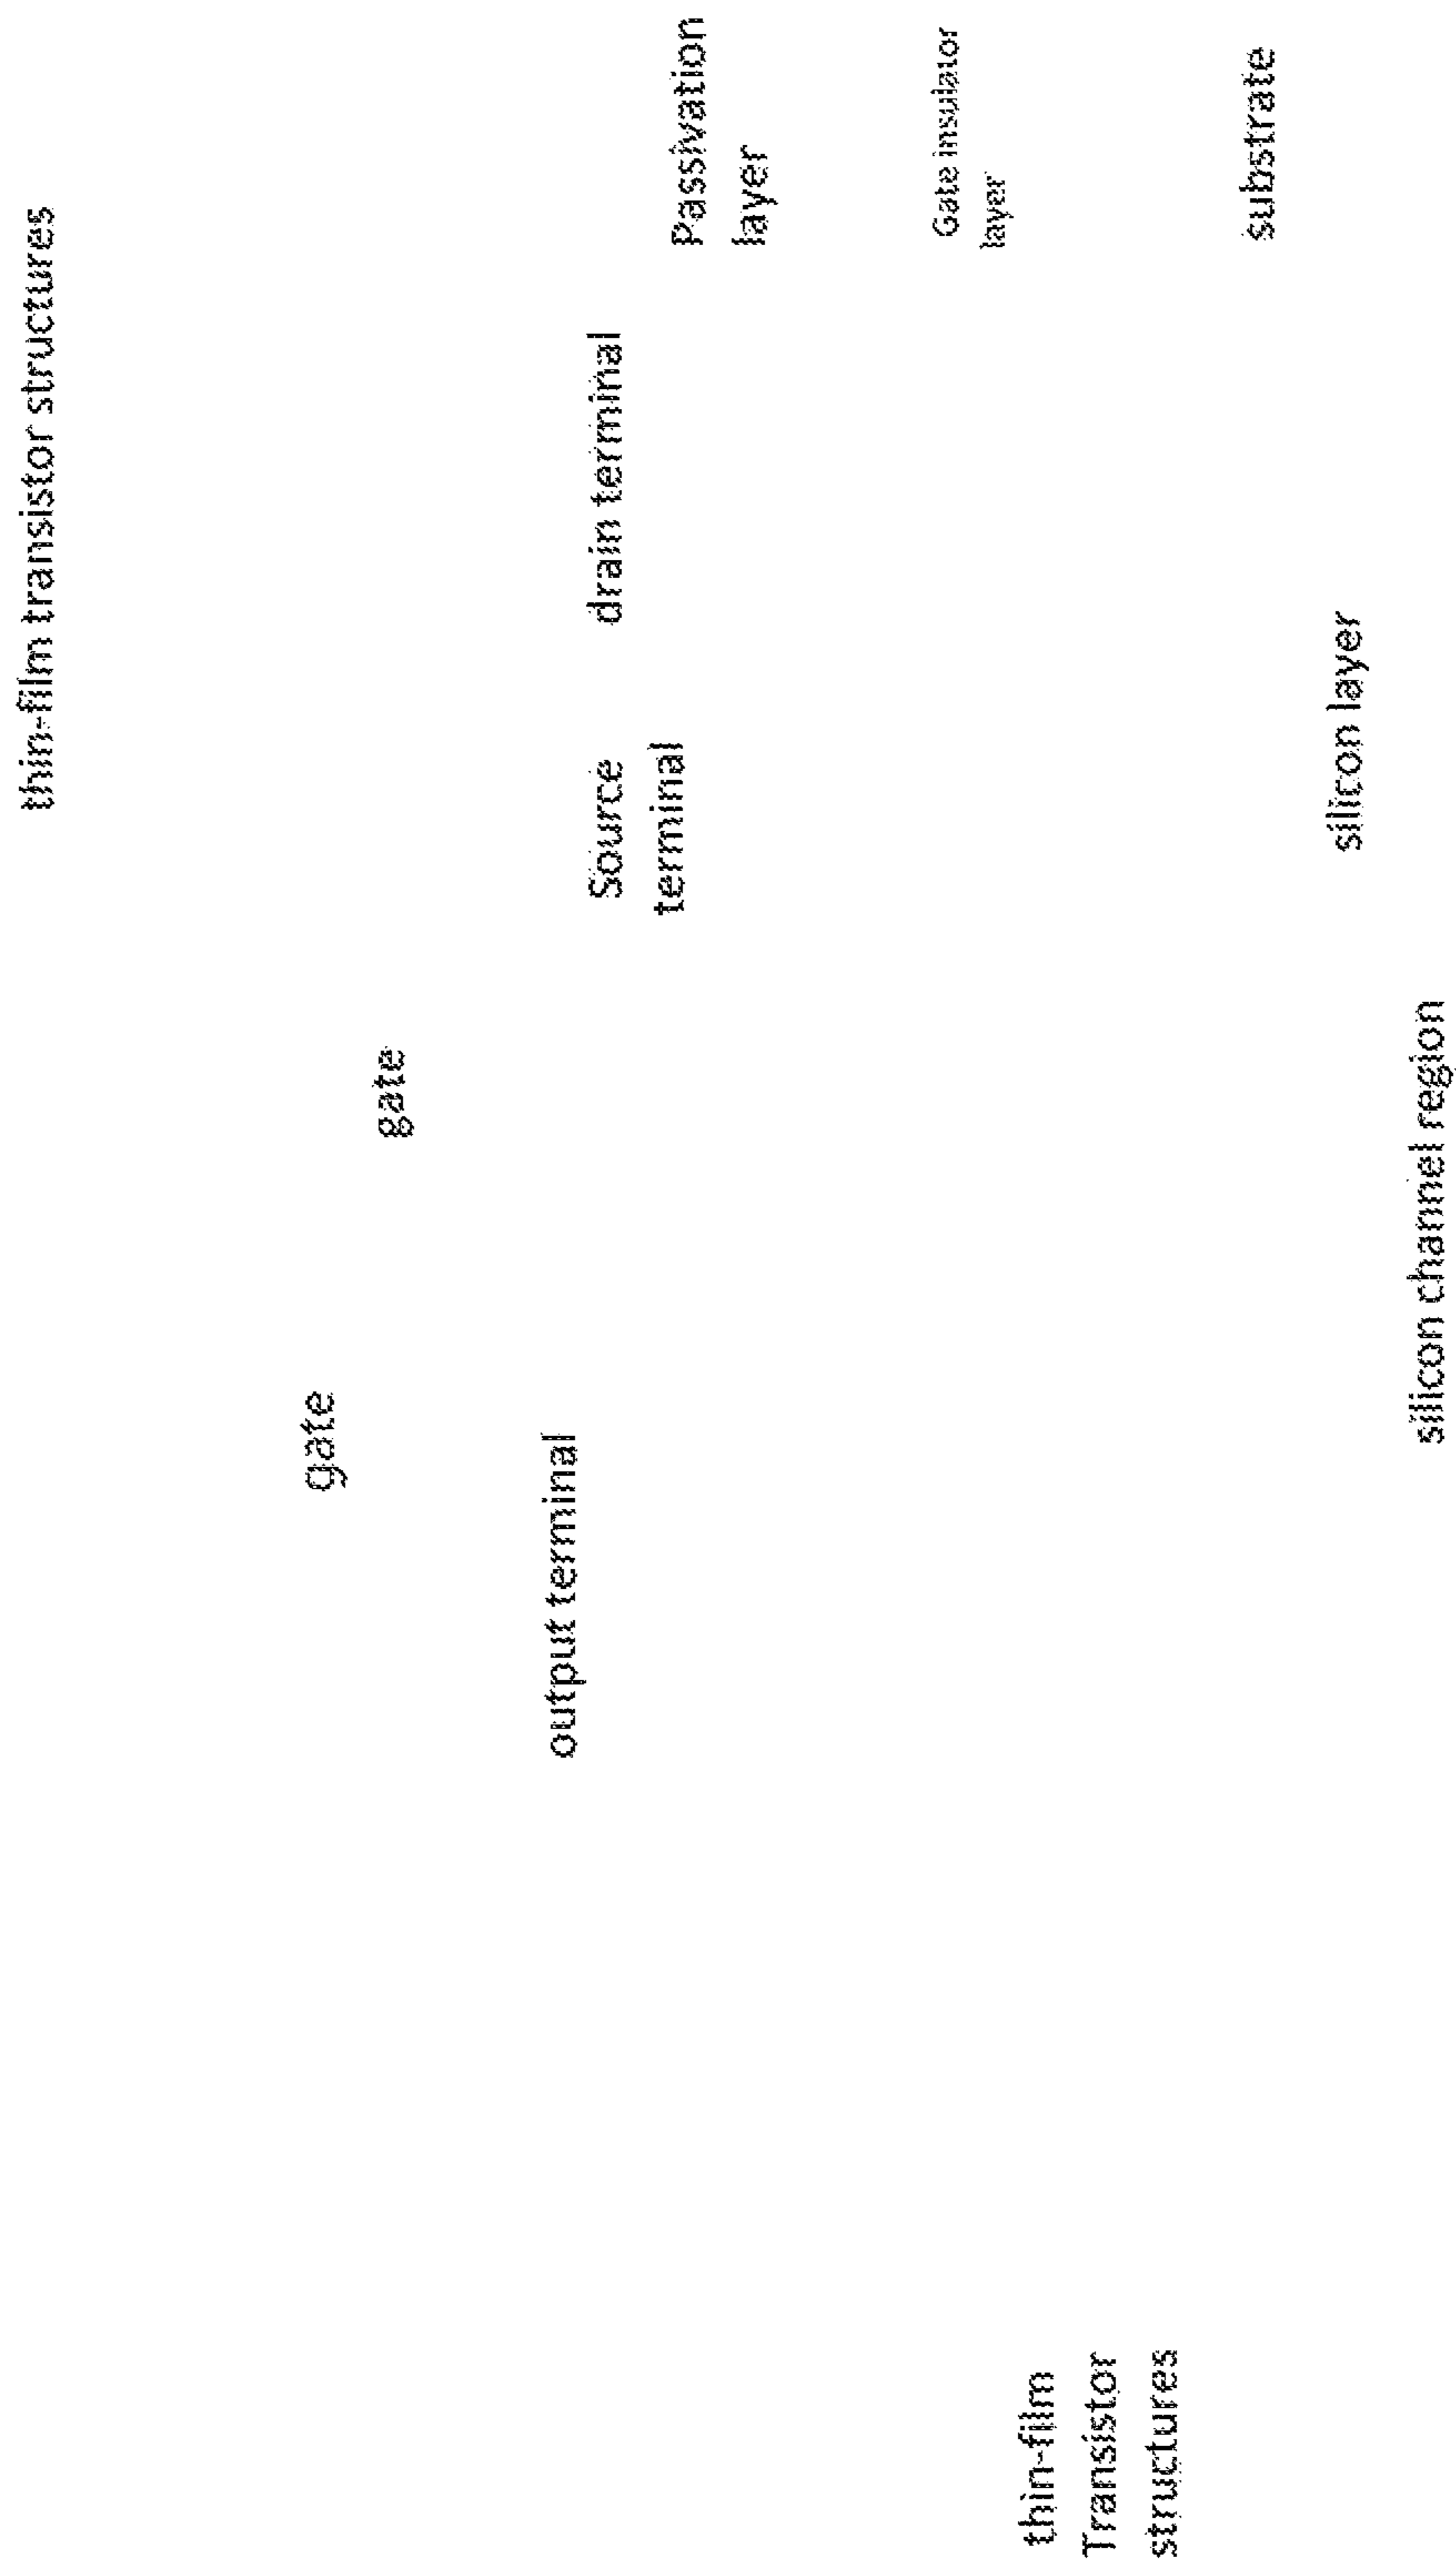 thin-film transistor structures
gate
gate
output terminal
Source
terminal
drain terminal
Passivation
layer
Gate insulator
layer
thin-film
Transistor
structures
substrate
silicon layer
silicon channel region